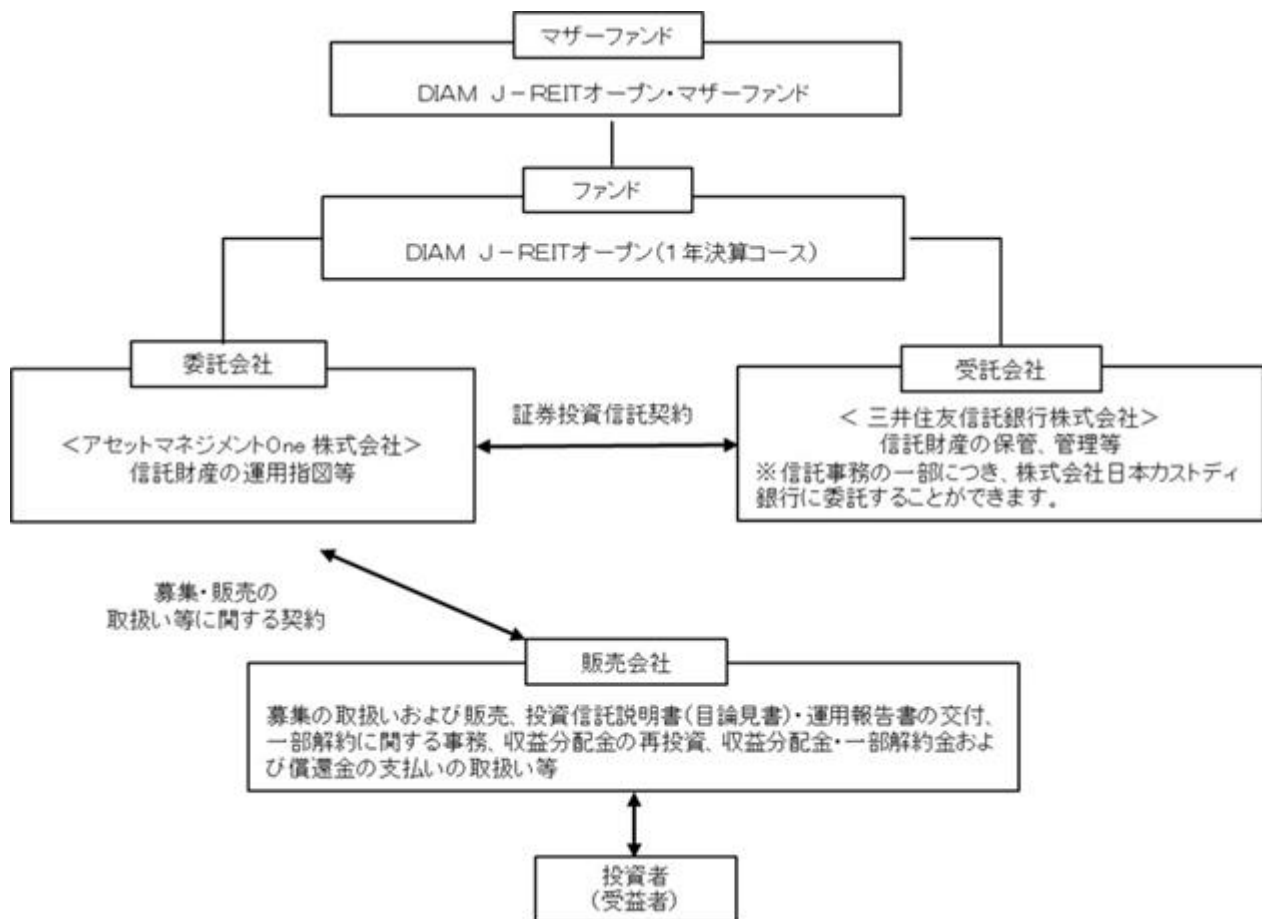 マザーファンド
DIAM J－REITオープン・マザーファンド
ファンド
DIAM J－REITオープン（1年決算コース）
委託会社
＜アセットマネジメントOne 株式会社＞
信託財産の運用指図等
証券投資信託契約
受託会社
＜ 三井住友信託銀行株式会社＞
信託財産の保管、管理等
※信託事務の一部につき、株式会社日本カストディ
銀行に委託することができます。
募集・販売の
取扱い等に関する契約
販売会社
募集の取扱いおよび販売、投資信託説明書（目論見書）・運用報告書の交付、
一部解約に関する事務、収益分配金の再投資、収益分配金・一部解約金およ
び償還金の支払いの取扱い等
投資者
（受益者）